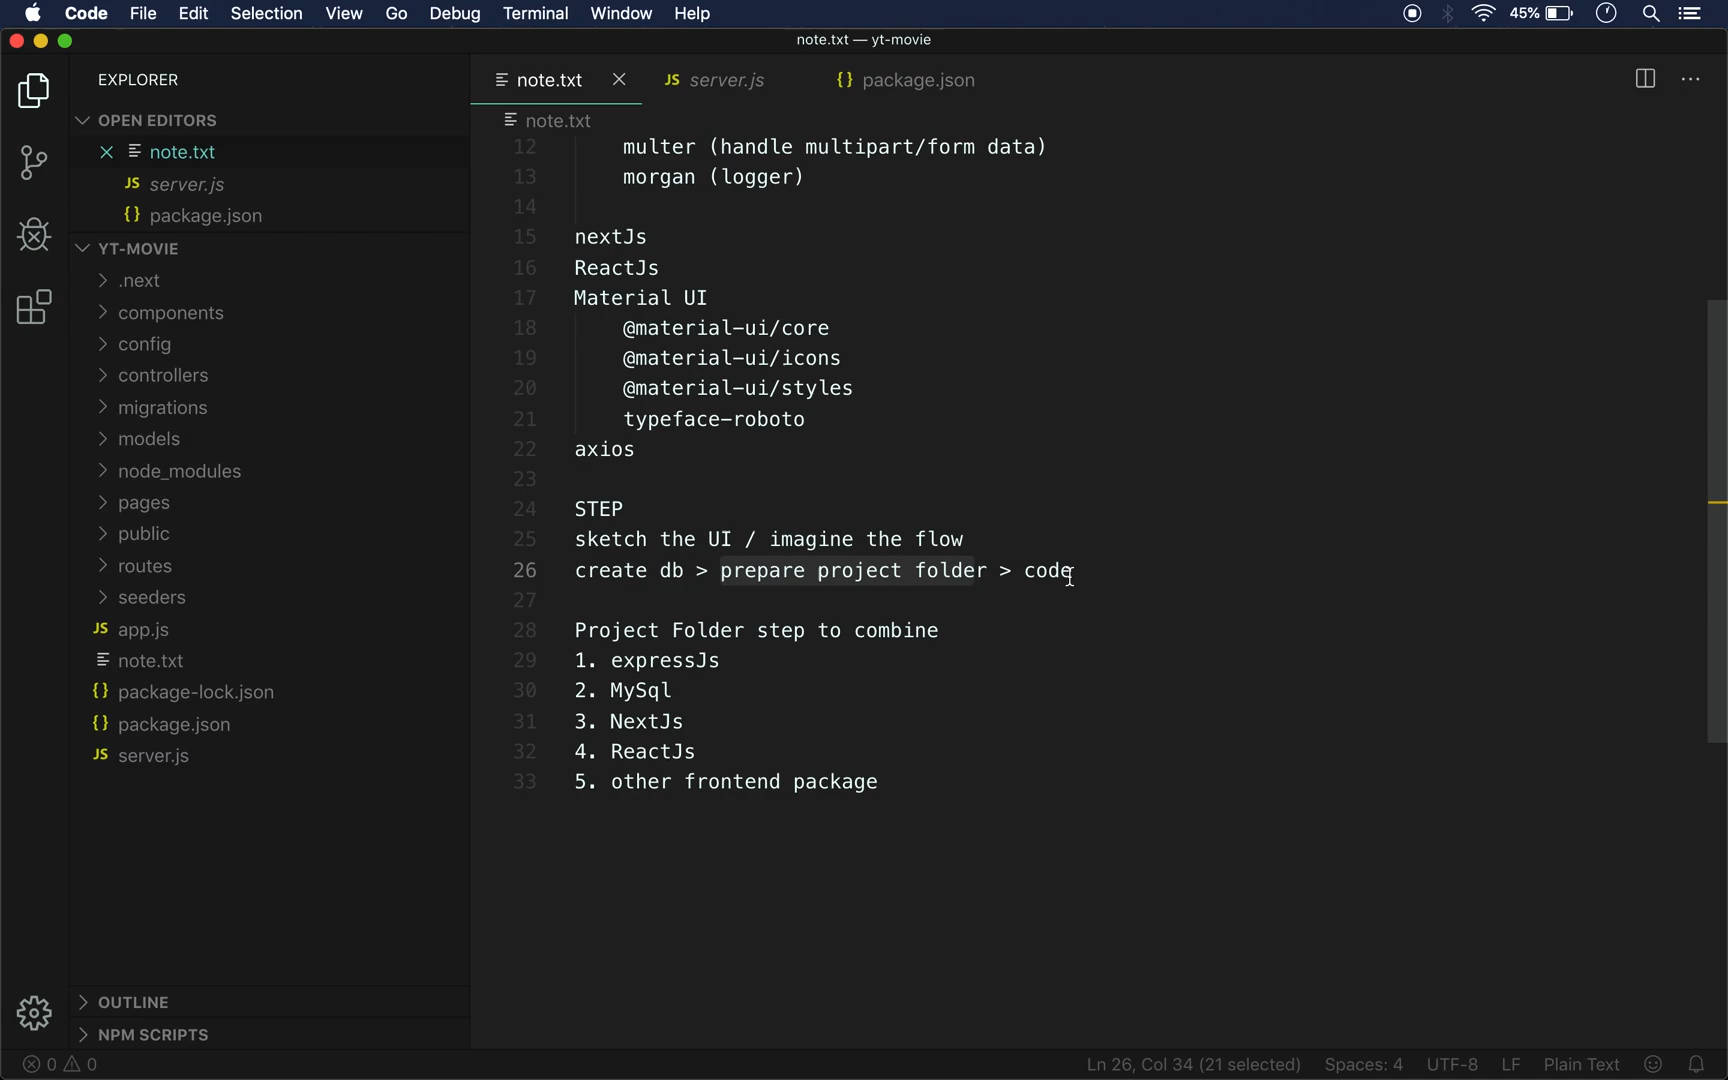 Code File Edit Selection View Go Debug Terminal Window Help 45%
note.txt — yt-movie
EXPLORER
OPEN EDITORS
note.txt
JS server.js
{} package.json
YT-MOVIE
.next
components
config
controllers
migrations
models
node_modules
pages
public
routes
seeders
JS app.js
note.txt
{} package-lock.json
{} package.json
JS server.js
OUTLINE
NPM SCRIPTS
note.txt JS server.js {} package.json
note.txt
12 multer (handle multipart/form data)
13 morgan (logger)
14
15 nextJs
16 ReactJs
17 Material UI
18 @material-ui/core
19 @material-ui/icons
20 @material-ui/styles
21 typeface-roboto
22 axios
23
24 STEP
25 sketch the UI / imagine the flow
26 create db > prepare project folder > code
27
28 Project Folder step to combine
29 1. expressJs
30 2. MySql
31 3. NextJs
32 4. ReactJs
33 5. other frontend package
0 0 Ln 26, Col 34 (21 selected) Spaces: 4 UTF-8 LF Plain Text